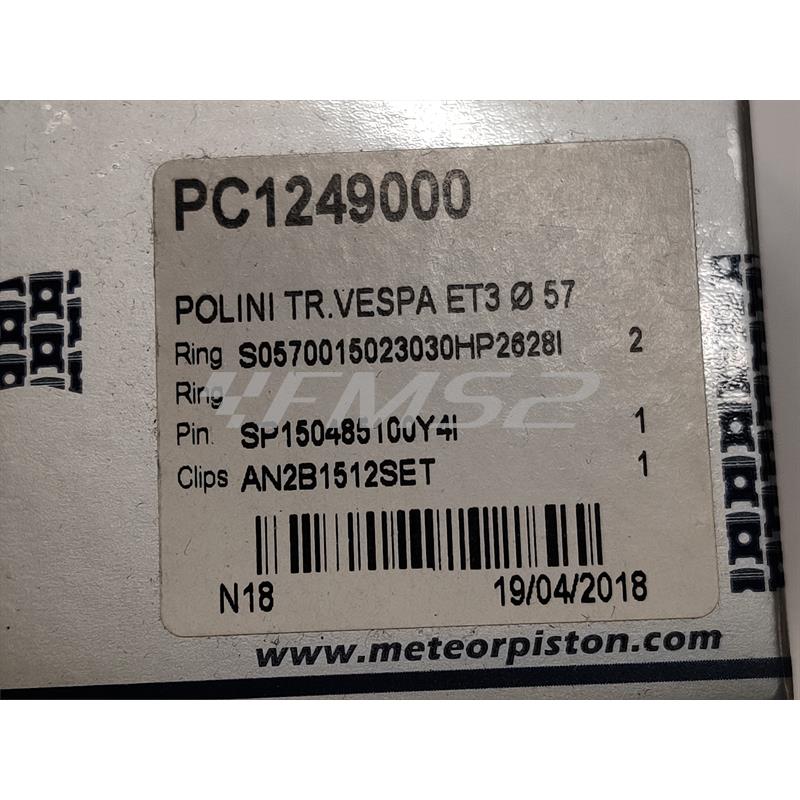 PC1249000
POLINI TR.VESPA ET3 Ø 57
Ring S0570015023030HP2628I 2
Ring
FMS2
Pin SP150485100Y4I 1
Clips AN2B1512SET 1
N18 19/04/2018
www.meteorpiston.com